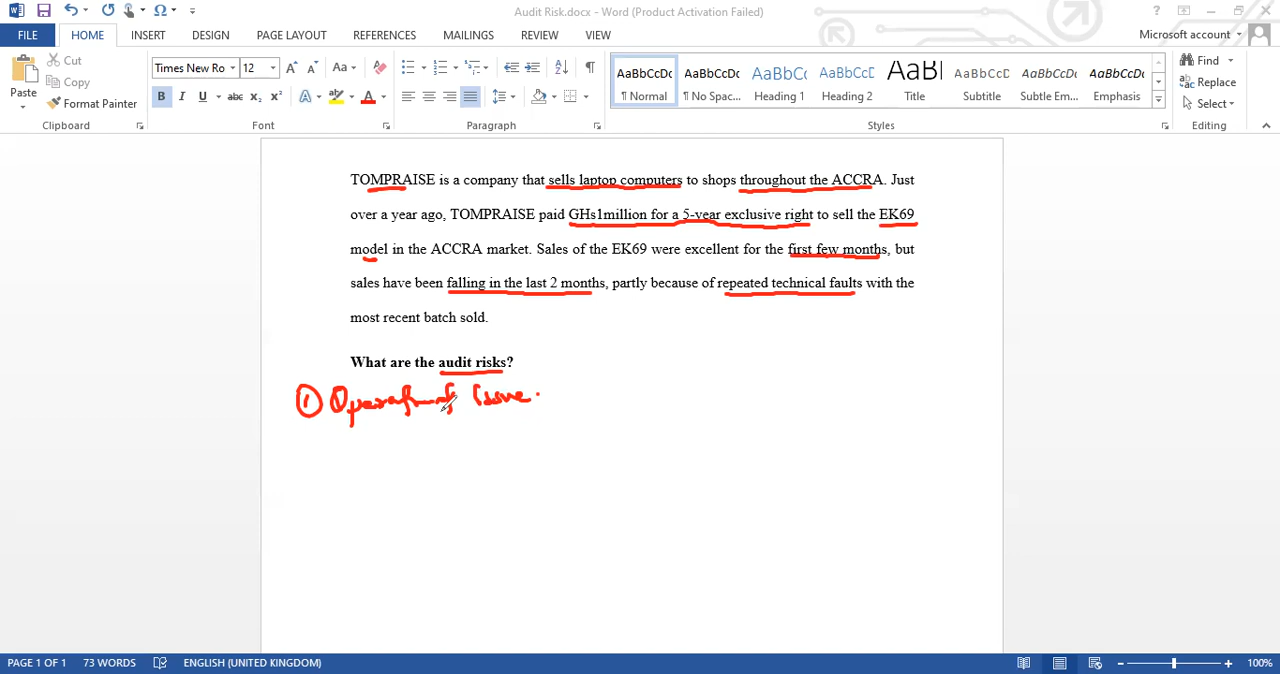 Audit Risk.docx - Word (Product Activation Failed)
FILE HOME INSERT DESIGN PAGE LAYOUT REFERENCES MAILINGS REVIEW VIEW Microsoft account
Paste Cut Copy Format Painter
Times New Ro 12
AaBbCcDc AaBbCcDc AaBbCc AaBbCcD AaBl AaBbCcD AaBbCcDc AaBbCcDc
¶ Normal ¶ No Spac... Heading 1 Heading 2 Title Subtitle Subtle Em... Emphasis
Find Replace Select
Clipboard Font Paragraph Styles Editing
TOMPRAISE is a company that sells laptop computers to shops throughout the ACCRA. Just
over a year ago, TOMPRAISE paid GHs1million for a 5-year exclusive right to sell the EK69
model in the ACCRA market. Sales of the EK69 were excellent for the first few months, but
sales have been falling in the last 2 months, partly because of repeated technical faults with the
most recent batch sold.
What are the audit risks?
① Operational Issue.
PAGE 1 OF 1 73 WORDS ENGLISH (UNITED KINGDOM) 100%